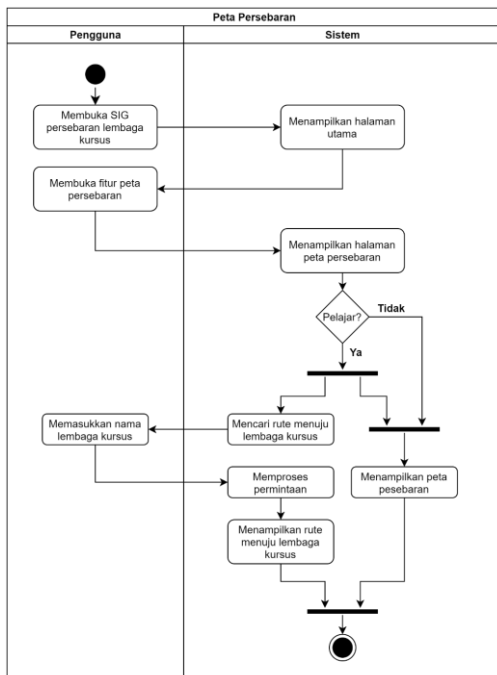 Peta Persebaran
Pengguna
Sistem
Membuka SIG
persebaran lembaga
kursus
Menampilkan halaman
utama
Membuka fitur peta
persebaran
Menampilkan halaman
peta persebaran
Pelajar?
Tidak
Ya
Memasukkan nama
lembaga kursus
Mencari rute menuju
lembaga kursus
Memproses
permintaan
Menampilkan peta
pesebaran
Menampilkan rute
menuju lembaga
kursus